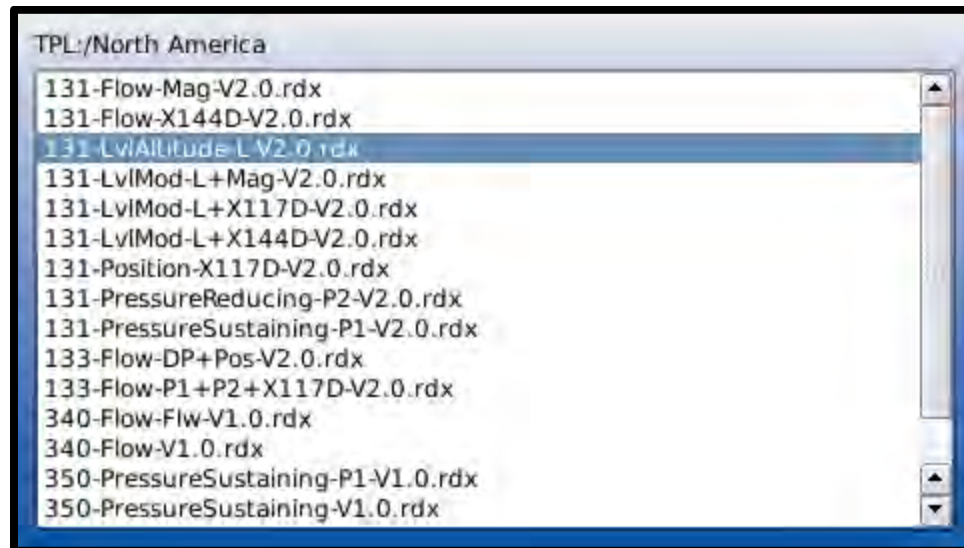 TPL:/North America
131-Flow-Mag-V2.0.rdx
131-Flow-X144D-V2.0.rdx
131-LvlAltitude-L-V2.0.rdx
131-LvlMod-L+Mag-V2.0.rdx
131-LvlMod-L+X117D-V2.0.rdx
131-LvlMod-L+X144D-V2.0.rdx
131-Position-X117D-V2.0.rdx
131-PressureReducing-P2-V2.0.rdx
131-PressureSustaining-P1-V2.0.rdx
133-Flow-DP+Pos-V2.0.rdx
133-Flow-P1+P2+X117D-V2.0.rdx
340-Flow-Flw-V1.0.rdx
340-Flow-V1.0.rdx
350-PressureSustaining-P1-V1.0.rdx
350-PressureSustaining-V1.0.rdx